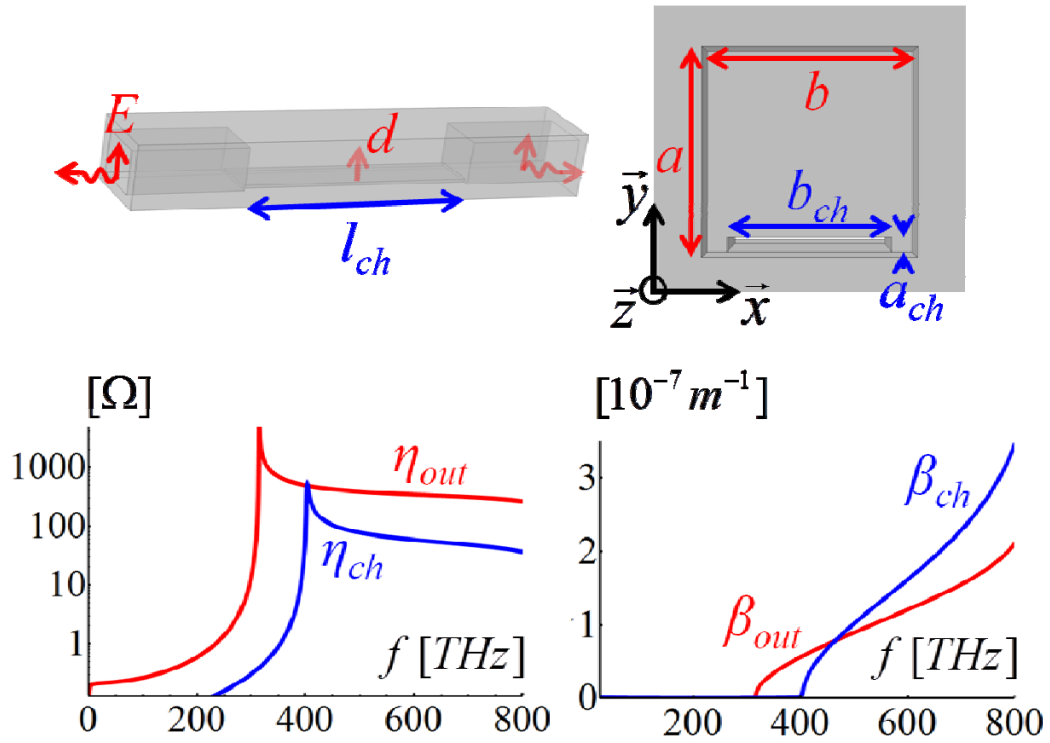 E
d
l_ch
a
b
b_ch
a_ch
y
z
x
[Ω]
1000
100
10
1
η_out
η_ch
f [THz]
0 200 400 600 800
[10⁻⁷ m⁻¹]
3
2
1
0
β_ch
β_out
f [THz]
200 400 600 800